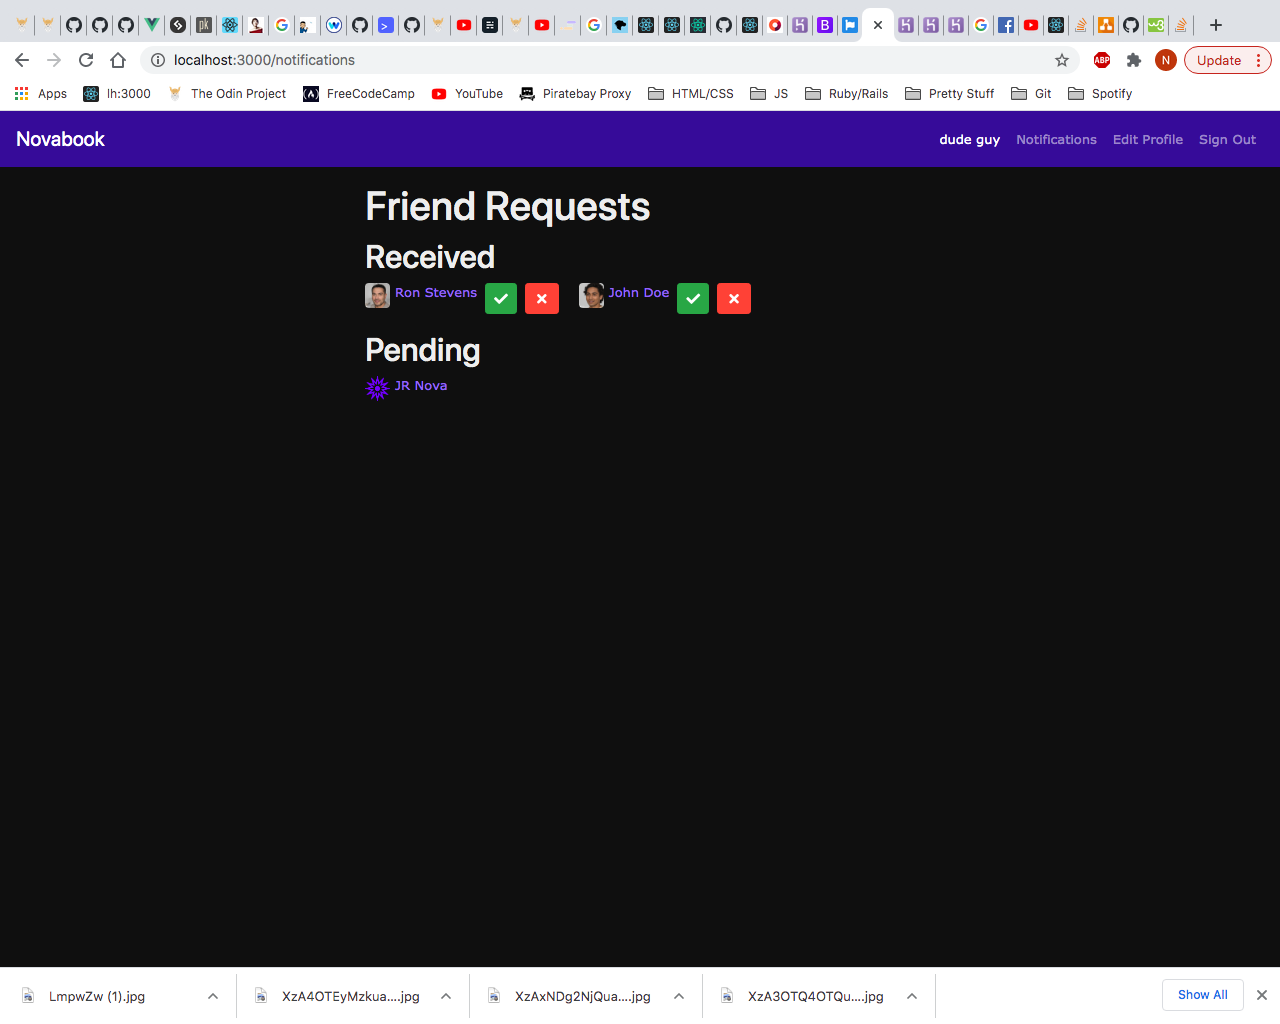 localhost:3000/notifications
ABP
N
Update
Apps
lh:3000
The Odin Project
FreeCodeCamp
YouTube
Piratebay Proxy
HTML/CSS
JS
Ruby/Rails
Pretty Stuff
Git
Spotify
Novabook
dude guy
Notifications
Edit Profile
Sign Out
Friend Requests
Received
Ron Stevens
John Doe
Pending
JR Nova
LmpwZw (1).jpg
XzA4OTEyMzkua....jpg
XzAxNDg2NjQua....jpg
XzA3OTQ4OTQu....jpg
Show All